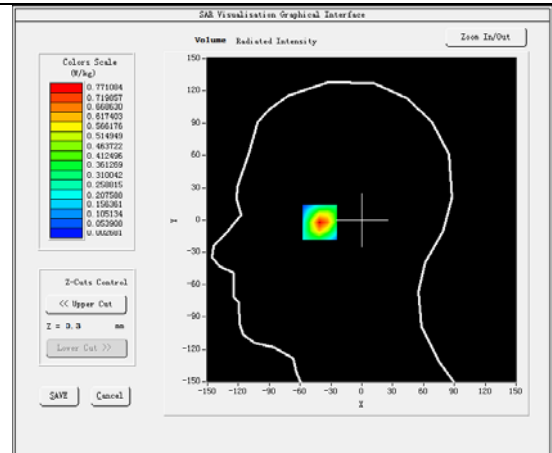 SAR Visualisation Graphical Interface
Volume Radiated Intensity
Zoom In/Out
Colors Scale
(W/kg)
0.771084
0.719857
0.668630
0.617403
0.566176
0.514949
0.463722
0.412496
0.361269
0.310042
0.258815
0.207588
0.156361
0.105134
0.053908
0.002681
Z-Cuts Control
<< Upper Cut
Z = 3.3 mm
Lower Cut >>
SAVE Cancel
150
120
90
60
30
0
-30
-60
-90
-120
-150
Y
-150 -120 -90 -60 -30 0 30 60 90 120 150
X